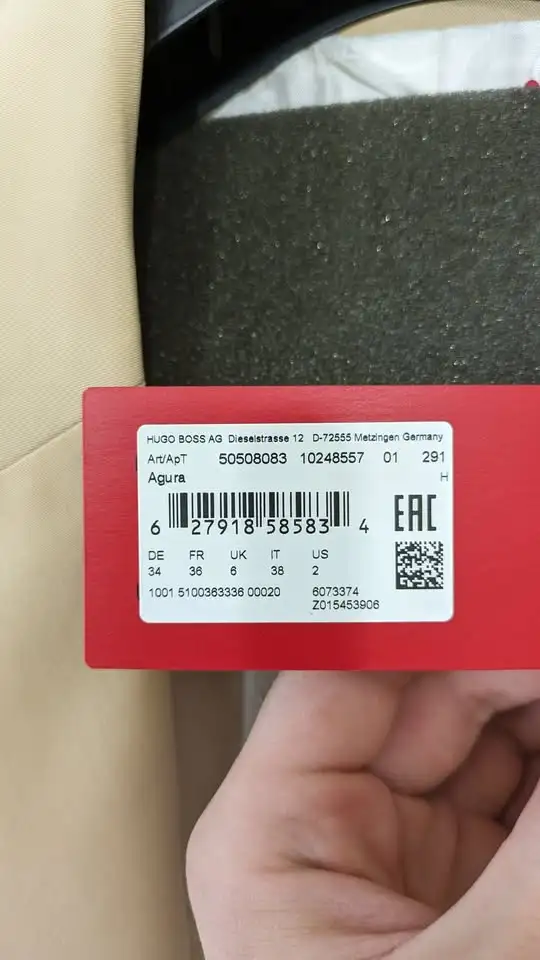 HUGO BOSS AG Dieselstrasse 12 D-72555 Metzingen Germany
Art/АрТ 50508083 10248557 01 291
Agura H
6 27918 58583 4 EAC
DE FR UK IT US
34 36 6 38 2
1001 5100363336 00020 6073374
Z015453906